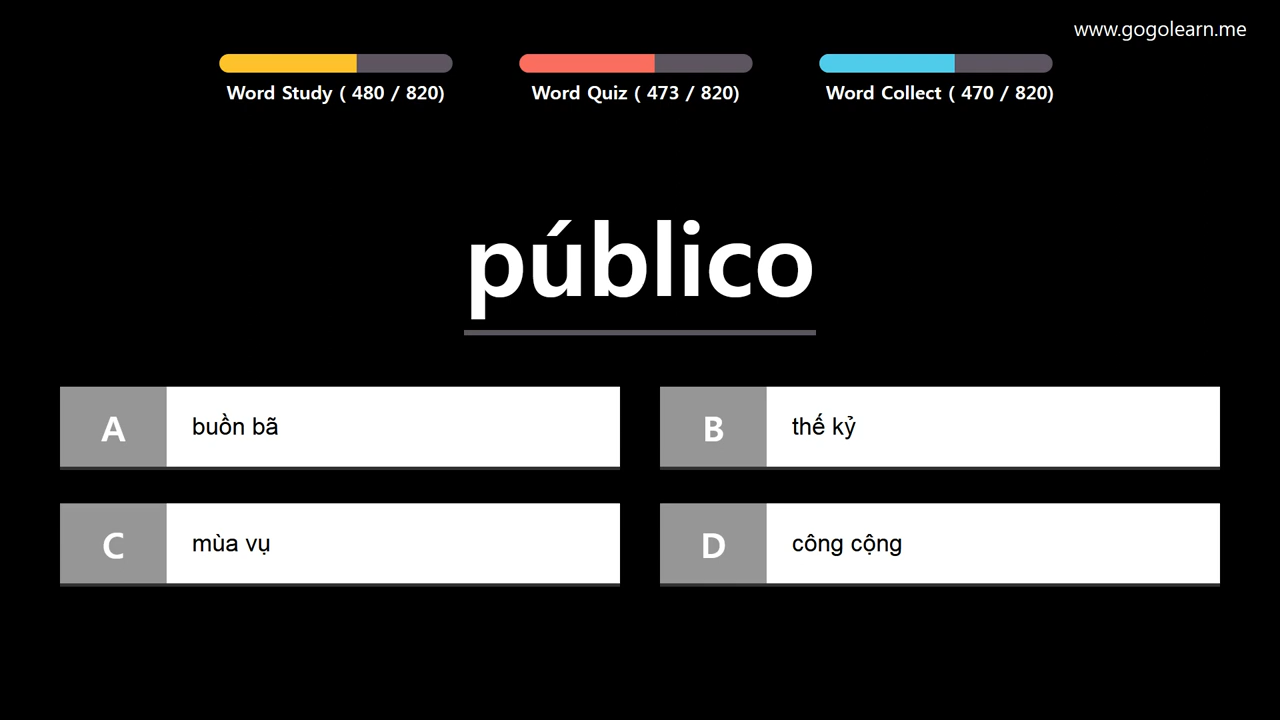 www.gogolearn.me
Word Study ( 480 / 820)
Word Quiz ( 473 / 820)
Word Collect ( 470 / 820)
público
A buồn bã
B thế kỷ
C mùa vụ
D công cộng